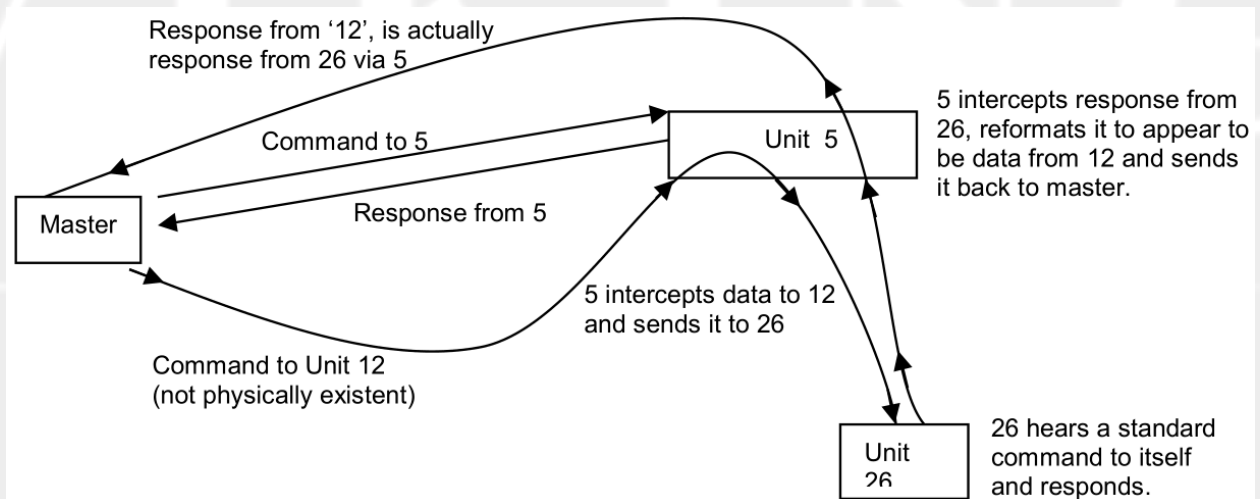 Response from ‘12’, is actually
response from 26 via 5
Command to 5
Unit 5
5 intercepts response from
26, reformats it to appear to
be data from 12 and sends
it back to master.
Master
Response from 5
5 intercepts data to 12
and sends it to 26
Command to Unit 12
(not physically existent)
Unit
26
26 hears a standard
command to itself
and responds.